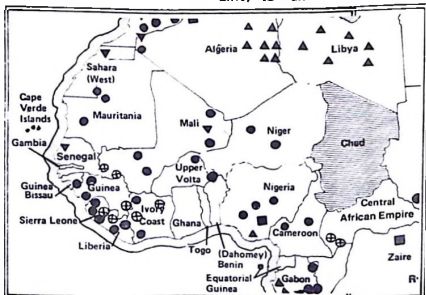 Algeria
Libya
Sahara
(West)
Cape
Verde
Islands
Mauritania
Mali
Niger
Chad
Gambia
Senegal
Upper
Volta
Guinea
Bissau
Guinea
Nigeria
Ivory
Coast
Ghana
Central
African Empire
Sierra Leone
Cameroon
Liberia
Togo
(Dahomey)
Benin
Zaire
Equatorial
Guinea
Gabon
R